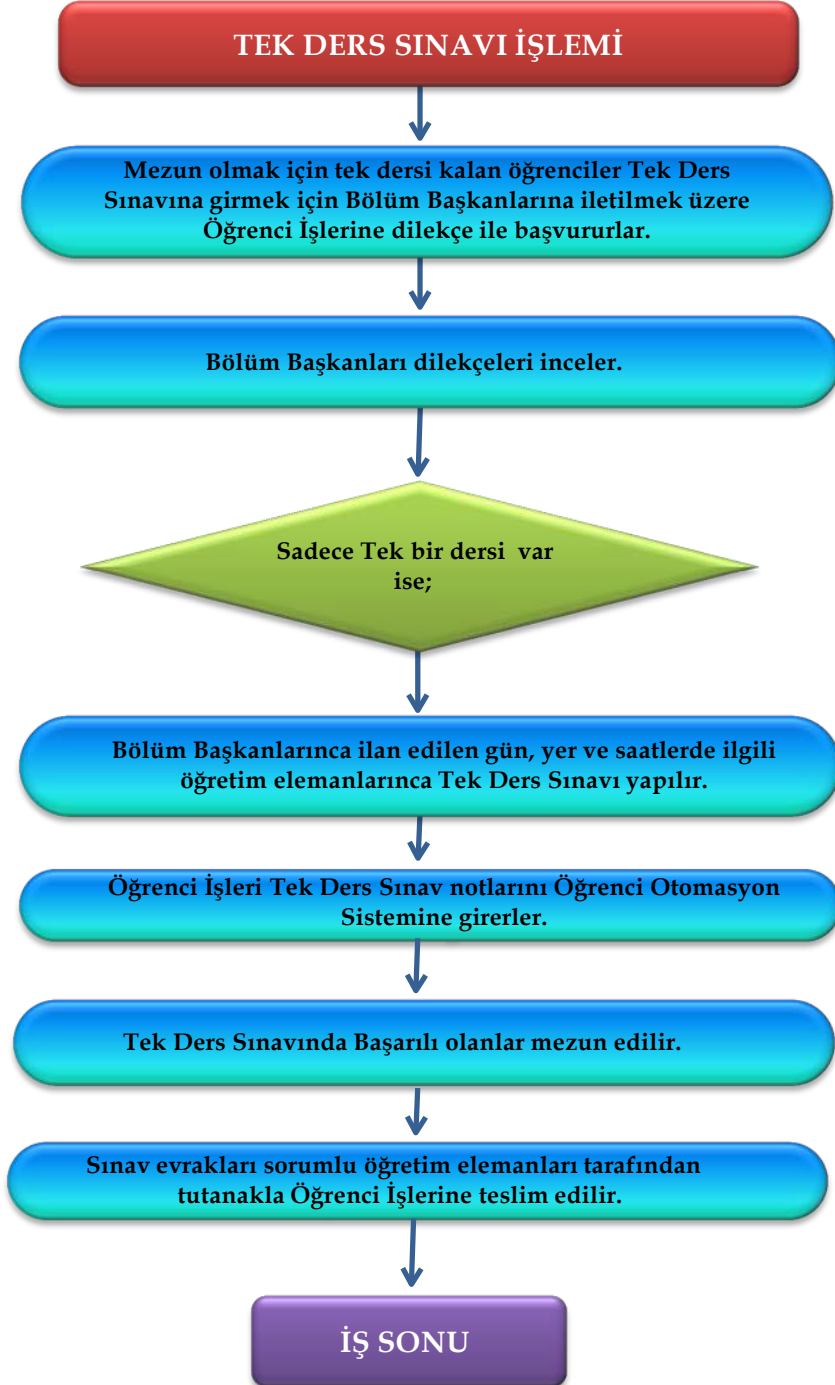 TEK DERS SINAVI İŞLEMİ
Mezun olmak için tek dersi kalan öğrenciler Tek Ders
Sınavına girmek için Bölüm Başkanlarına iletilmek üzere
Öğrenci İşlerine dilekçe ile başvururlar.
Bölüm Başkanları dilekçeleri inceler.
Sadece Tek bir dersi var
ise;
Bölüm Başkanlarınca ilan edilen gün, yer ve saatlerde ilgili
öğretim elemanlarınca Tek Ders Sınavı yapılır.
Öğrenci İşleri Tek Ders Sınav notlarını Öğrenci Otomasyon
Sistemine girerler.
Tek Ders Sınavında Başarılı olanlar mezun edilir.
Sınav evrakları sorumlu öğretim elemanları tarafından
tutanakla Öğrenci İşlerine teslim edilir.
İŞ SONU